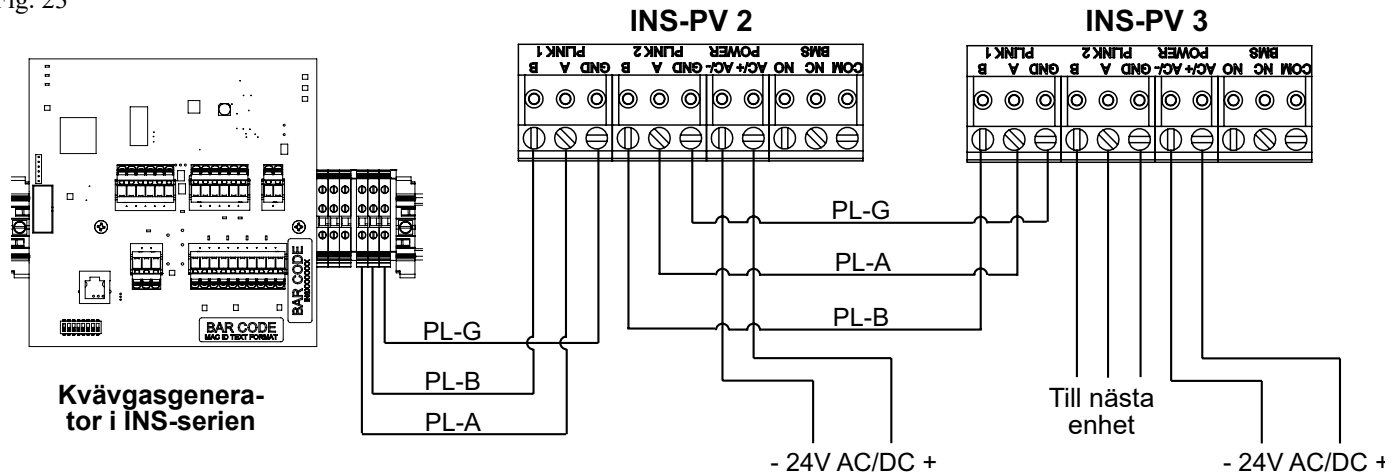 Fig. 23
INS-PV 2
INS-PV 3
PLINK 1 PLINK 2 POWER BMS
B A GND B A GND AC/- AC/+ NO NC COM
PLINK 1 PLINK 2 POWER BMS
B A GND B A GND AC/- AC/+ NO NC COM
PL-G
PL-A
PL-B
BAR CODE
BAR CODE
MAC ID TEXT FORMAT
PL-G
PL-B
PL-A
Kvävgasgenera-
tor i INS-serien
Till nästa
enhet
- 24V AC/DC +
- 24V AC/DC +